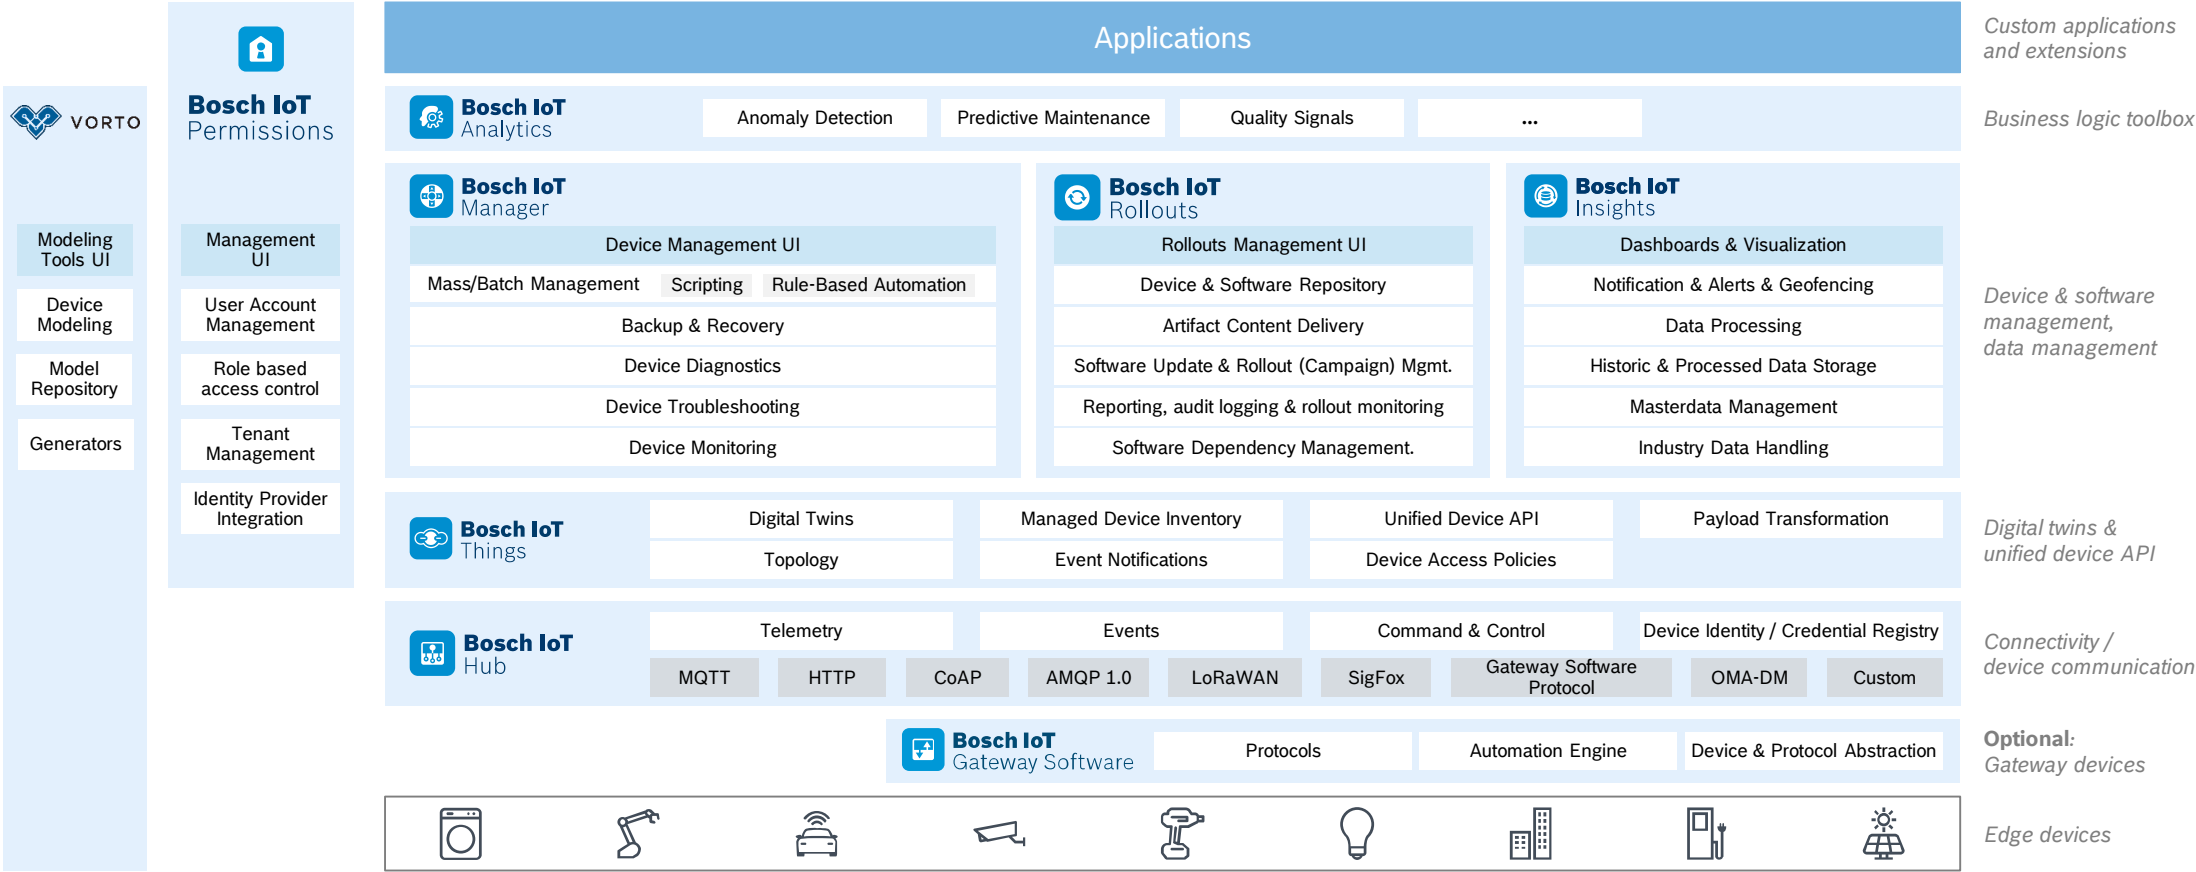 VORTO
Modeling
Tools UI
Device
Modeling
Model
Repository
Generators
Bosch IoT
Permissions
Management
UI
User Account
Management
Role based
access control
Tenant
Management
Identity Provider
Integration
Applications
Custom applications
and extensions
Bosch IoT
Analytics
Anomaly Detection
Predictive Maintenance
Quality Signals
...
Business logic toolbox
Bosch IoT
Manager
Device Management UI
Mass/Batch Management
Scripting
Rule-Based Automation
Backup & Recovery
Device Diagnostics
Device Troubleshooting
Device Monitoring
Bosch IoT
Rollouts
Rollouts Management UI
Device & Software Repository
Artifact Content Delivery
Software Update & Rollout (Campaign) Mgmt.
Reporting, audit logging & rollout monitoring
Software Dependency Management.
Bosch IoT
Insights
Dashboards & Visualization
Notification & Alerts & Geofencing
Data Processing
Historic & Processed Data Storage
Masterdata Management
Industry Data Handling
Device & software
management,
data management
Bosch IoT
Things
Digital Twins
Managed Device Inventory
Unified Device API
Payload Transformation
Topology
Event Notifications
Device Access Policies
Digital twins &
unified device API
Bosch IoT
Hub
Telemetry
Events
Command & Control
Device Identity / Credential Registry
MQTT
HTTP
CoAP
AMQP 1.0
LoRaWAN
SigFox
Gateway Software
Protocol
OMA-DM
Custom
Connectivity /
device communication
Bosch IoT
Gateway Software
Protocols
Automation Engine
Device & Protocol Abstraction
Optional:
Gateway devices
Edge devices